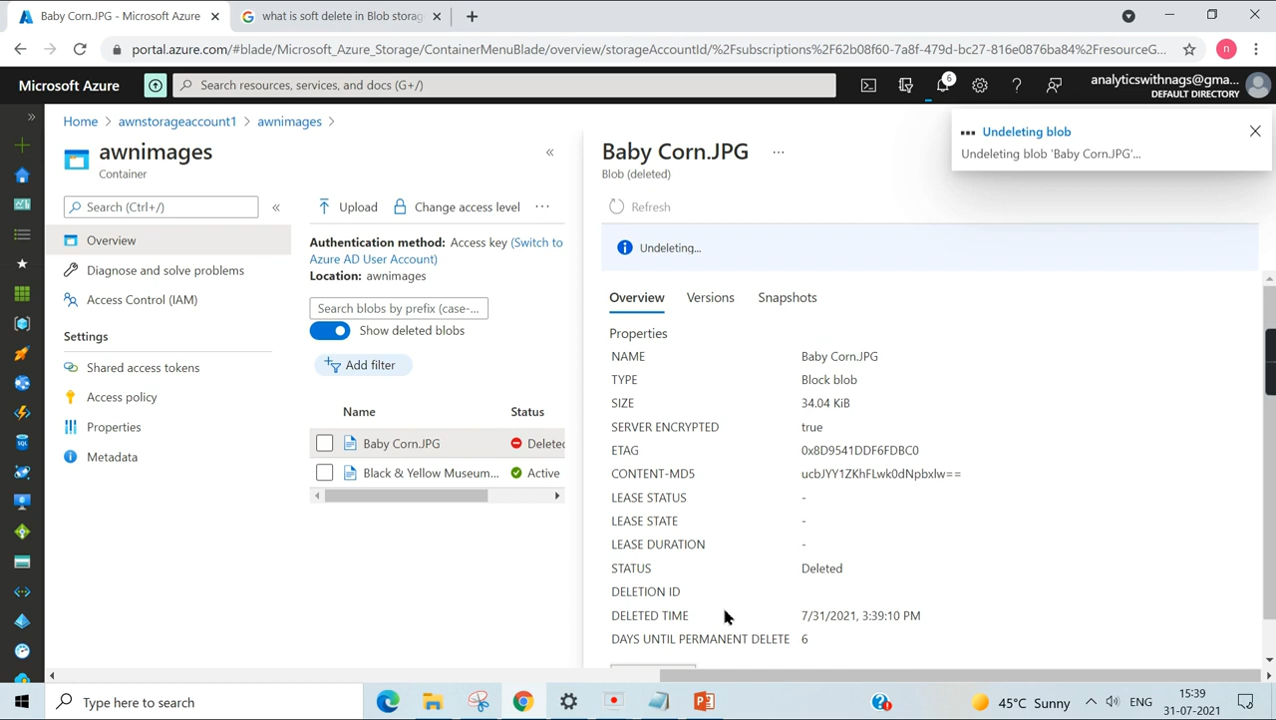 Baby Corn.JPG - Microsoft Azure
what is soft delete in Blob storag
portal.azure.com/#blade/Microsoft_Azure_Storage/ContainerMenuBlade/overview/storageAccountId/%2Fsubscriptions%2F62b08f60-7a8f-479d-bc27-816e0876ba84%2FresourceG...
n
Microsoft Azure
Search resources, services, and docs (G+/)
6
analyticswithnags@gma...
DEFAULT DIRECTORY
Home
awnstorageaccount1
awnimages
Undeleting blob
Undeleting blob 'Baby Corn.JPG'...
awnimages
Container
Search (Ctrl+/)
Overview
Diagnose and solve problems
Access Control (IAM)
Settings
Shared access tokens
Access policy
Properties
Metadata
Upload
Change access level
Authentication method: Access key (Switch to
Azure AD User Account)
Location: awnimages
Search blobs by prefix (case-...
Show deleted blobs
Add filter
Name Status
Baby Corn.JPG Deleted
Black & Yellow Museum... Active
Baby Corn.JPG
Blob (deleted)
Refresh
Undeleting...
Overview Versions Snapshots
Properties
NAME Baby Corn.JPG
TYPE Block blob
SIZE 34.04 KiB
SERVER ENCRYPTED true
ETAG 0x8D9541DDF6FDBC0
CONTENT-MD5 ucbJYY1ZKhFLwk0dNpbxlw==
LEASE STATUS -
LEASE STATE -
LEASE DURATION -
STATUS Deleted
DELETION ID
DELETED TIME 7/31/2021, 3:39:10 PM
DAYS UNTIL PERMANENT DELETE 6
Type here to search
45°C Sunny
ENG
15:39
31-07-2021